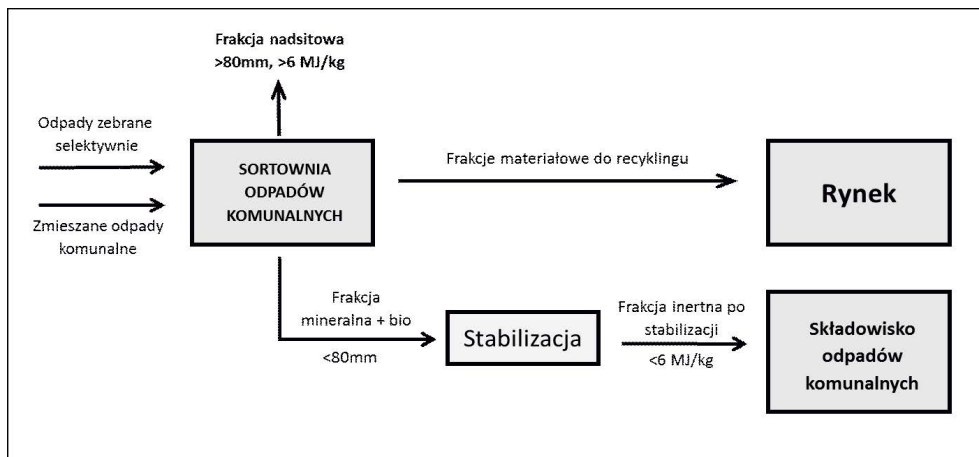 Frakcja nadsitowa
>80mm, >6 MJ/kg
Odpady zebrane
selektywnie
Zmieszane odpady
komunalne
SORTOWNIA
ODPADÓW
KOMUNALNYCH
Frakcje materiałowe do recyklingu
Rynek
Frakcja
mineralna + bio
<80mm
Stabilizacja
Frakcja inertna po
stabilizacji
<6 MJ/kg
Składowisko
odpadów
komunalnych